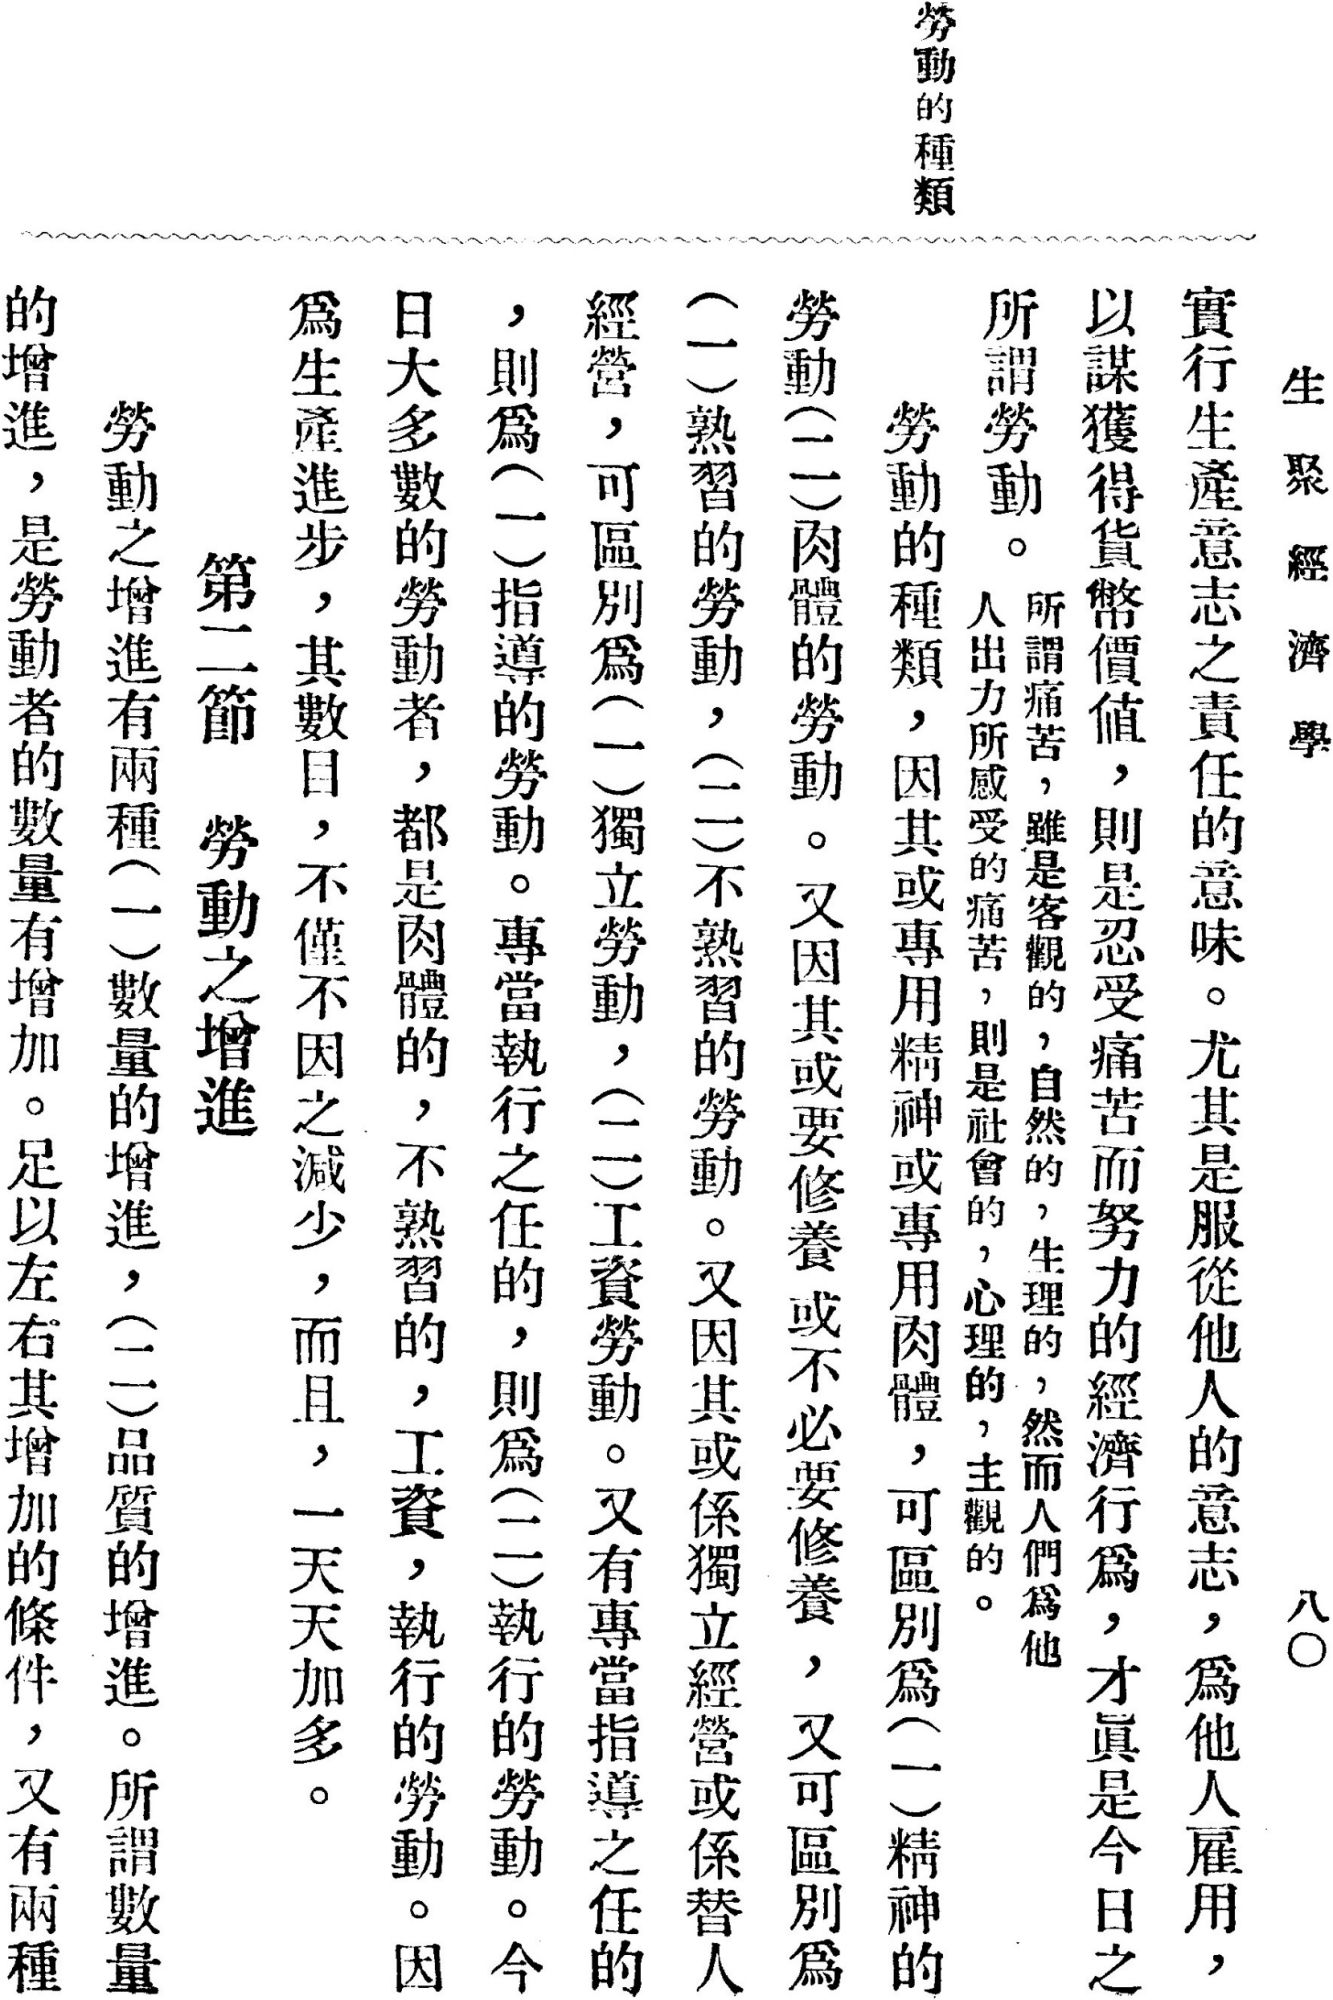 生聚經濟學
八〇
勞動的種類
實行生產意志之責任的意味。尤其是服從他人的意志，爲他人雇用，
以謀獲得貨幣價値，則是忍受痛苦而努力的經濟行爲，才眞是今日之
所謂勞動。
所謂痛苦，雖是客觀的，自然的，生理的，然而人們爲他
人出力所感受的痛苦，則是社會的，心理的，主觀的。
勞動的種類，因其或專用精神或專用肉體，可區別爲（一）精神的
勞動（二）肉體的勞動。又因其或要修養或不必要修養，又可區別爲
（一）熟習的勞動，（二）不熟習的勞動。又因其或係獨立經營或係替人
經營，可區別爲（一）獨立勞動，（二）工資勞動。又有專當指導之任的
，則爲（一）指導的勞動。專當執行之任的，則爲（二）執行的勞動。今
日大多數的勞動者，都是肉體的，不熟習的，工資，執行的勞動。因
爲生產進步，其數目，不僅不因之減少，而且，一天天加多。
第二節　勞動之增進
勞動之增進有兩種（一）數量的增進，（二）品質的增進。所謂數量
的增進，是勞動者的數量有增加。足以左右其增加的條件，又有兩種